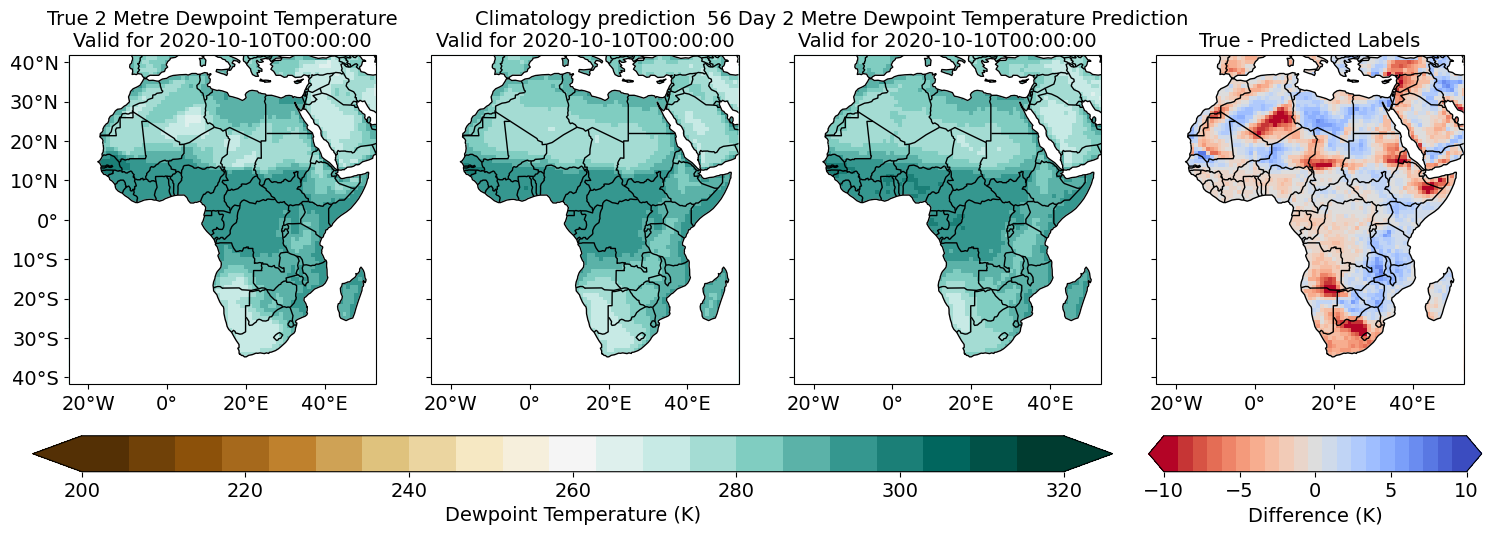 True 2 Metre Dewpoint Temperature
Valid for 2020-10-10T00:00:00
Climatology prediction  56 Day 2 Metre Dewpoint Temperature Prediction
Valid for 2020-10-10T00:00:00
Valid for 2020-10-10T00:00:00
True - Predicted Labels
40°N
30°N
20°N
10°N
0°
10°S
20°S
30°S
40°S
20°W 0° 20°E 40°E
20°W 0° 20°E 40°E
20°W 0° 20°E 40°E
20°W 0° 20°E 40°E
200 220 240 260 280 300 320
Dewpoint Temperature (K)
−10 −5 0 5 10
Difference (K)